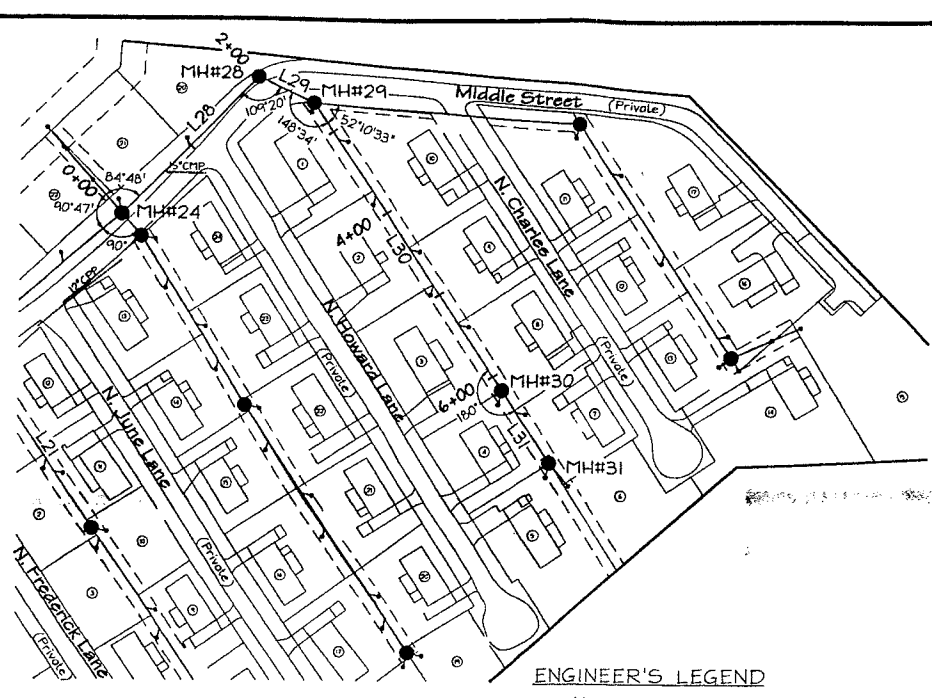 2+00
MH#28
L29
MH#29
Middle Street (Private)
L28
109°20'
148°34'
52°10'33"
15"CMP
84°48'
0+00
90°47'
MH#24
90°
12"CPP
4+00
L30
N. Charlee Lane
(Private)
N. Howard Lane
(Private)
MH#30
6+00
180°
L31
MH#31
N. June Lane
(Private)
L21
N. Frederick Lane
(Private)
ENGINEER'S LEGEND